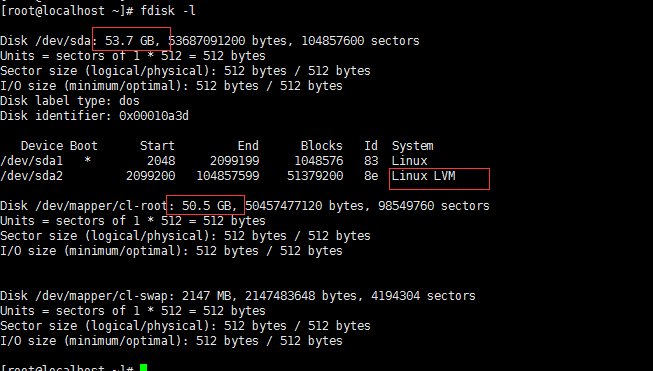 [root@localhost ~]# fdisk -l
Disk /dev/sda: 53.7 GB, 53687091200 bytes, 104857600 sectors
Units = sectors of 1 * 512 = 512 bytes
Sector size (logical/physical): 512 bytes / 512 bytes
I/O size (minimum/optimal): 512 bytes / 512 bytes
Disk label type: dos
Disk identifier: 0x00010a3d
Device Boot Start End Blocks Id System
/dev/sda1 * 2048 2099199 1048576 83 Linux
/dev/sda2 2099200 104857599 51379200 8e Linux LVM
Disk /dev/mapper/cl-root: 50.5 GB, 50457477120 bytes, 98549760 sectors
Units = sectors of 1 * 512 = 512 bytes
Sector size (logical/physical): 512 bytes / 512 bytes
I/O size (minimum/optimal): 512 bytes / 512 bytes
Disk /dev/mapper/cl-swap: 2147 MB, 2147483648 bytes, 4194304 sectors
Units = sectors of 1 * 512 = 512 bytes
Sector size (logical/physical): 512 bytes / 512 bytes
I/O size (minimum/optimal): 512 bytes / 512 bytes
[root@localhost ~]#